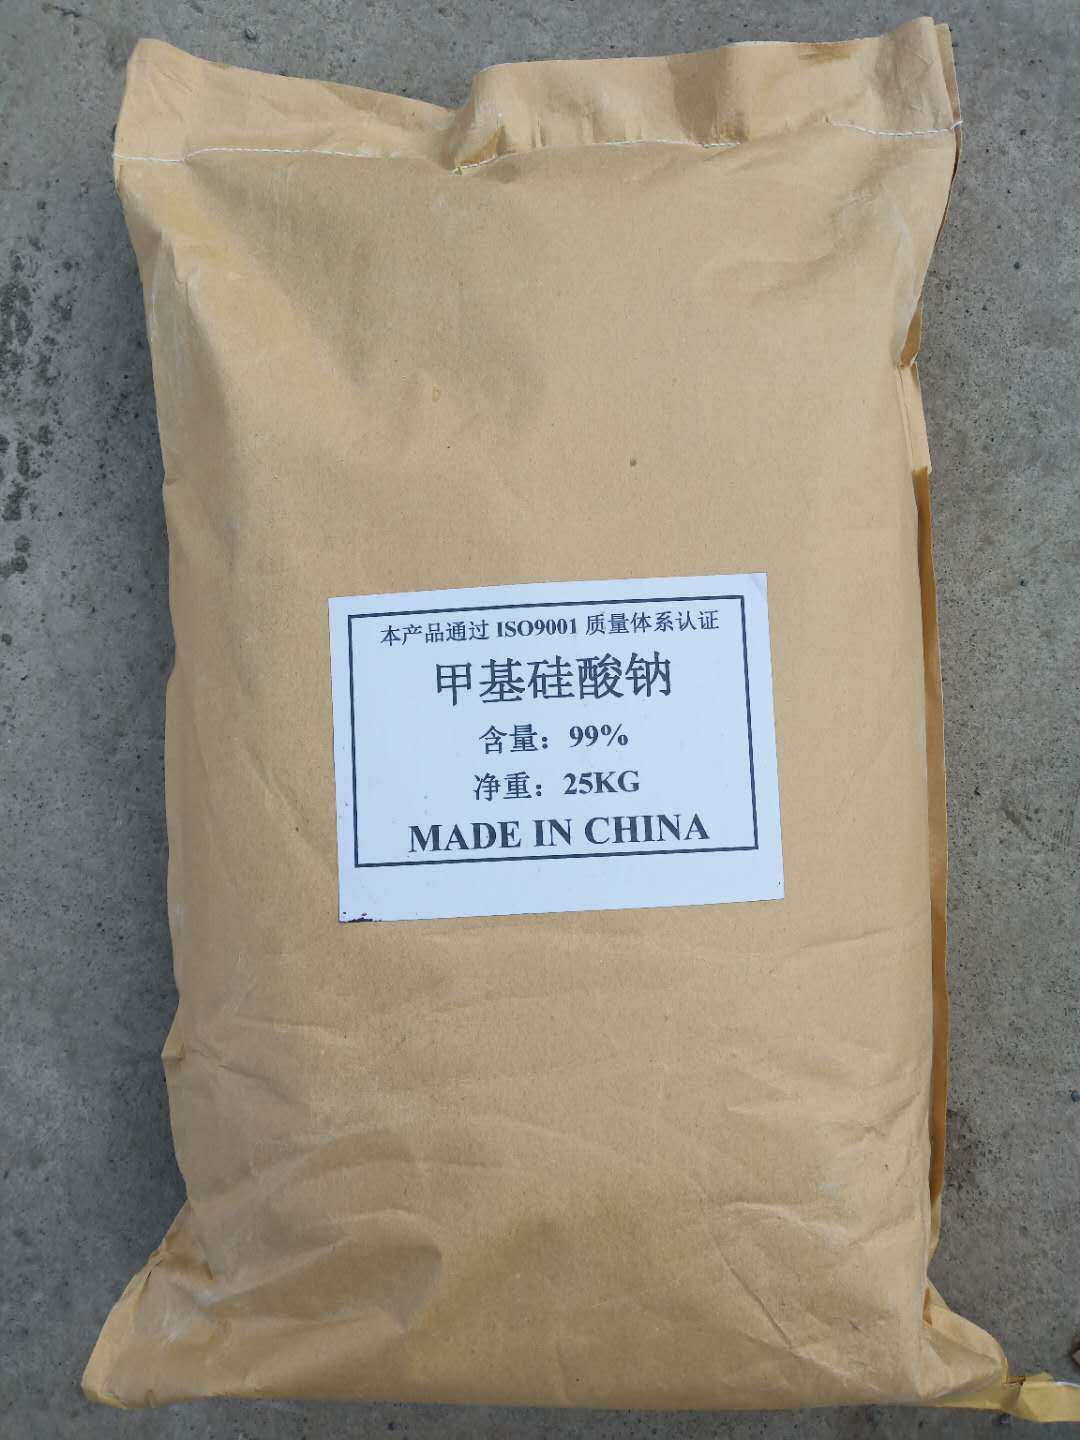 本产品通过 ISO9001 质量体系认证
甲基硅酸钠
含量：99%
净重：25KG
MADE IN CHINA